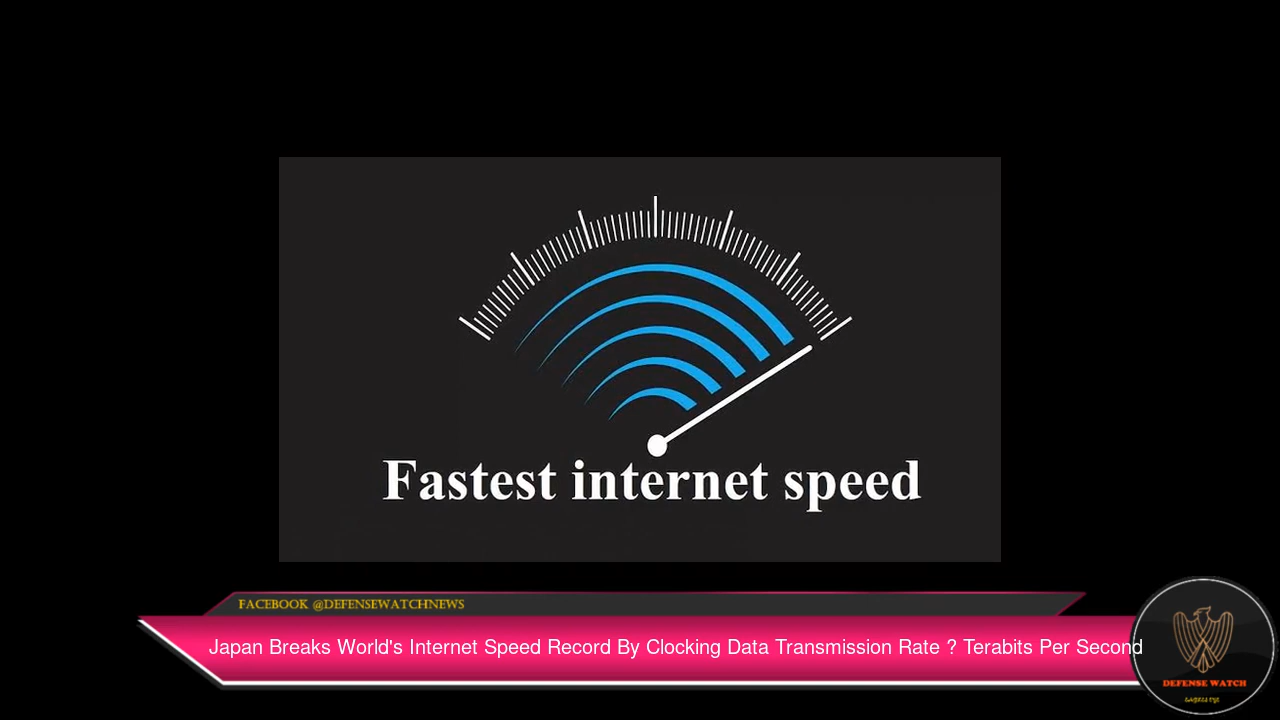 Fastest internet speed
FACEBOOK @DEFENSEWATCHNEWS
Japan Breaks World's Internet Speed Record By Clocking Data Transmission Rate ? Terabits Per Second
DEFENSE WATCH